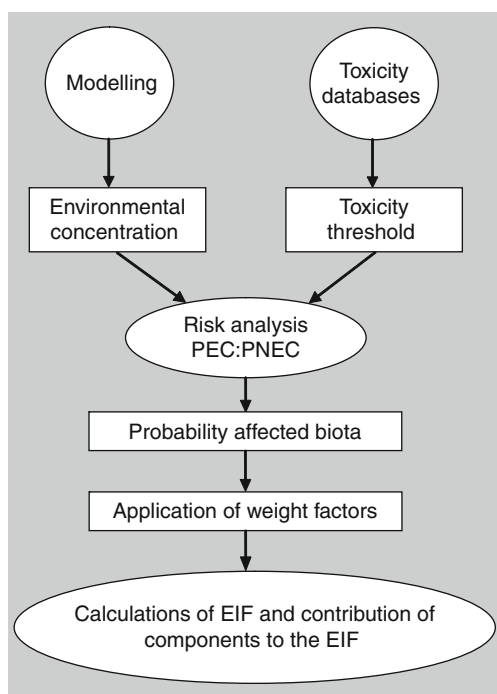 Modelling
Toxicity
databases
Environmental
concentration
Toxicity
threshold
Risk analysis
PEC:PNEC
Probability affected biota
Application of weight factors
Calculations of EIF and contribution of
components to the EIF